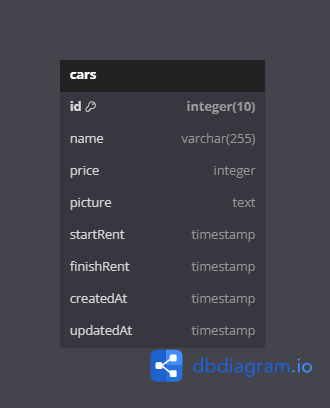 cars
id integer(10)
name varchar(255)
price integer
picture text
startRent timestamp
finishRent timestamp
createdAt timestamp
updatedAt timestamp
dbdiagram.io